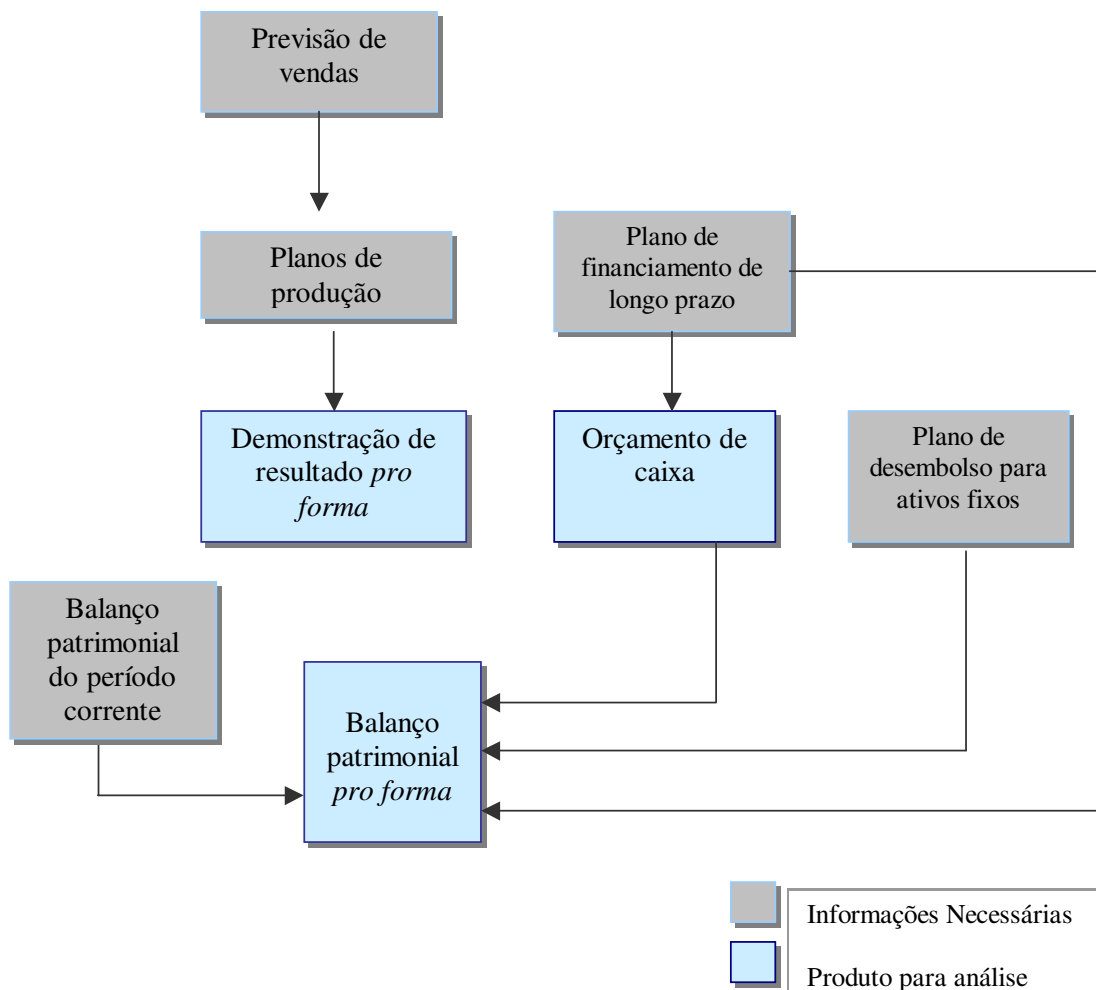 Previsão de
vendas
Planos de
produção
Plano de
financiamento de
longo prazo
Demonstração de
resultado pro
forma
Orçamento de
caixa
Plano de
desembolso para
ativos fixos
Balanço
patrimonial
do período
corrente
Balanço
patrimonial
pro forma
Informações Necessárias
Produto para análise